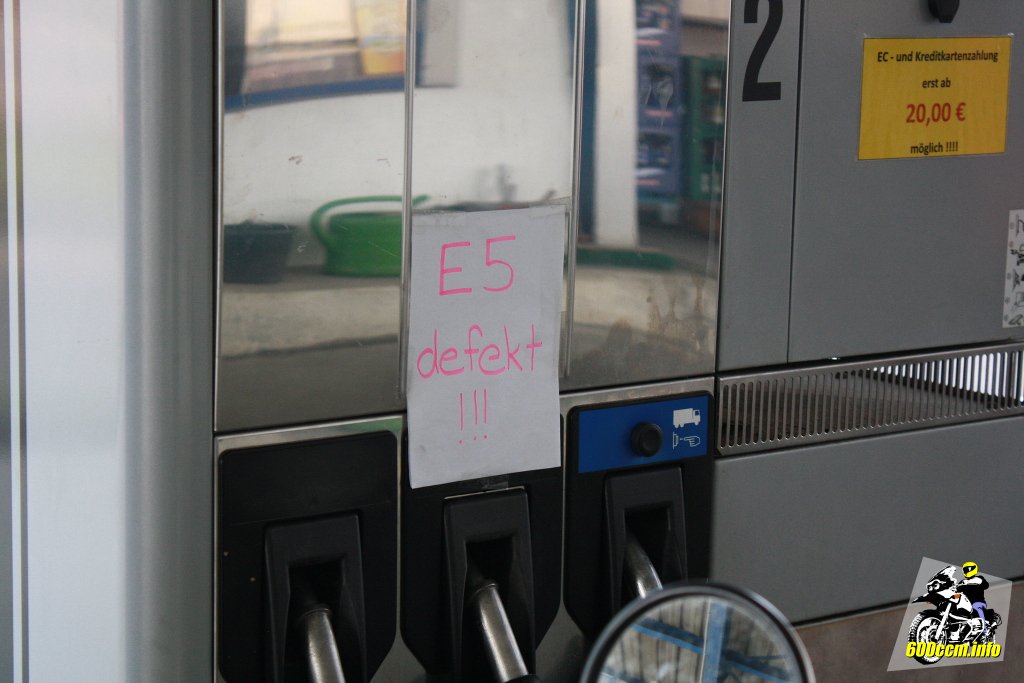 2
EC - und Kreditkartenzahlung
erst ab
20,00 €
möglich !!!!
E5
defekt
!!!
600ccm.info